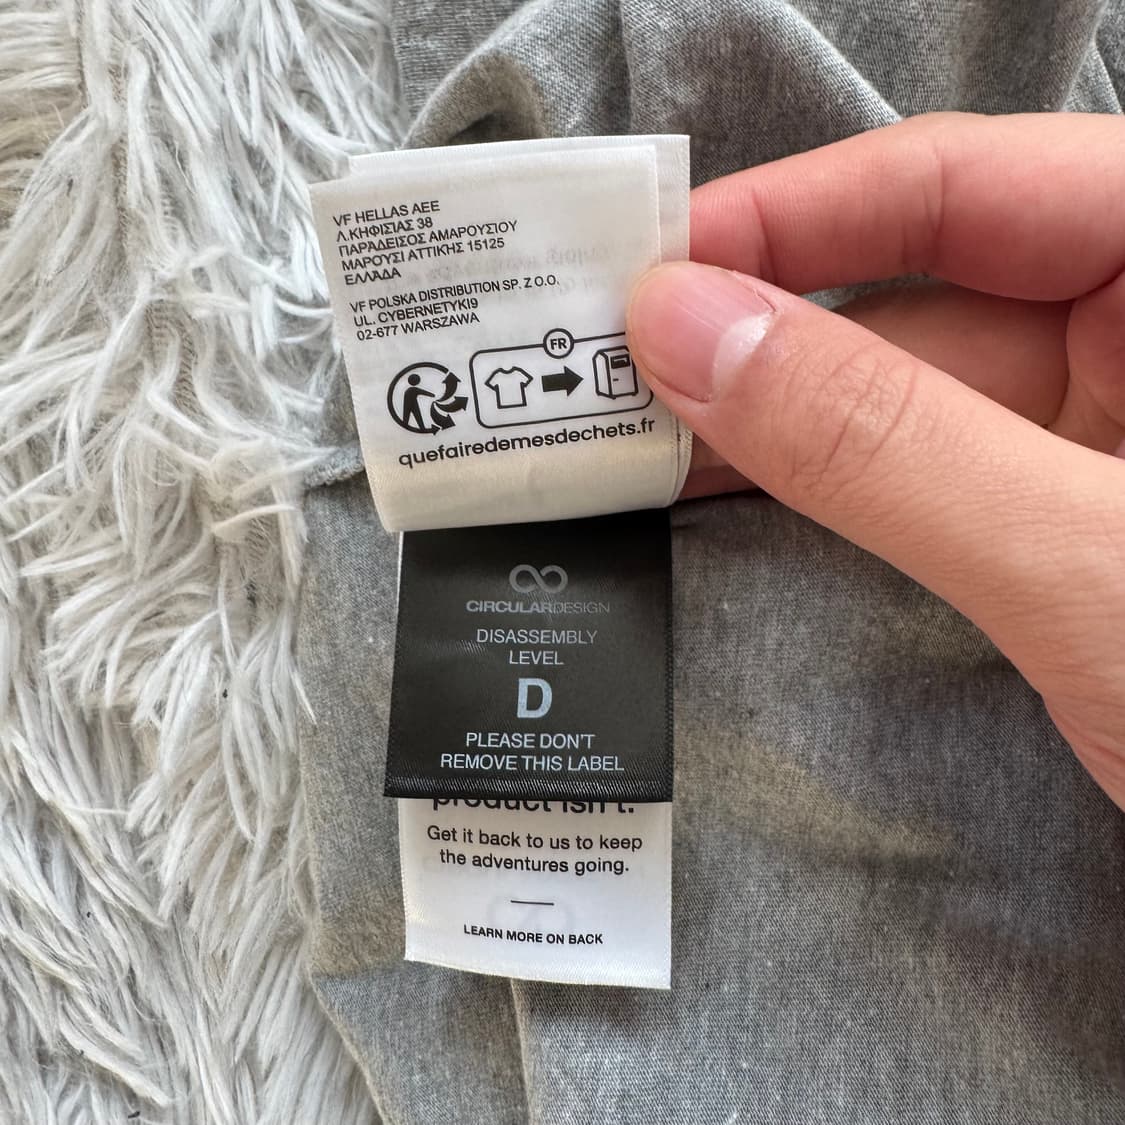 VF HELLAS AEE
Λ.ΚΗΦΙΣΙΑΣ 38
ΠΑΡΑΔΕΙΣΟΣ ΑΜΑΡΟΥΣΙΟΥ
ΜΑΡΟΥΣΙ ΑΤΤΙΚΗΣ 15125
ΕΛΛΑΔΑ
VF POLSKA DISTRIBUTION SP. Z O.O.
UL. CYBERNETYKI9
02-677 WARSZAWA
FR
quefairedemesdechets.fr
CIRCULARDESIGN
DISASSEMBLY
LEVEL
D
PLEASE DON'T
REMOVE THIS LABEL
product isn't.
Get it back to us to keep
the adventures going.
LEARN MORE ON BACK